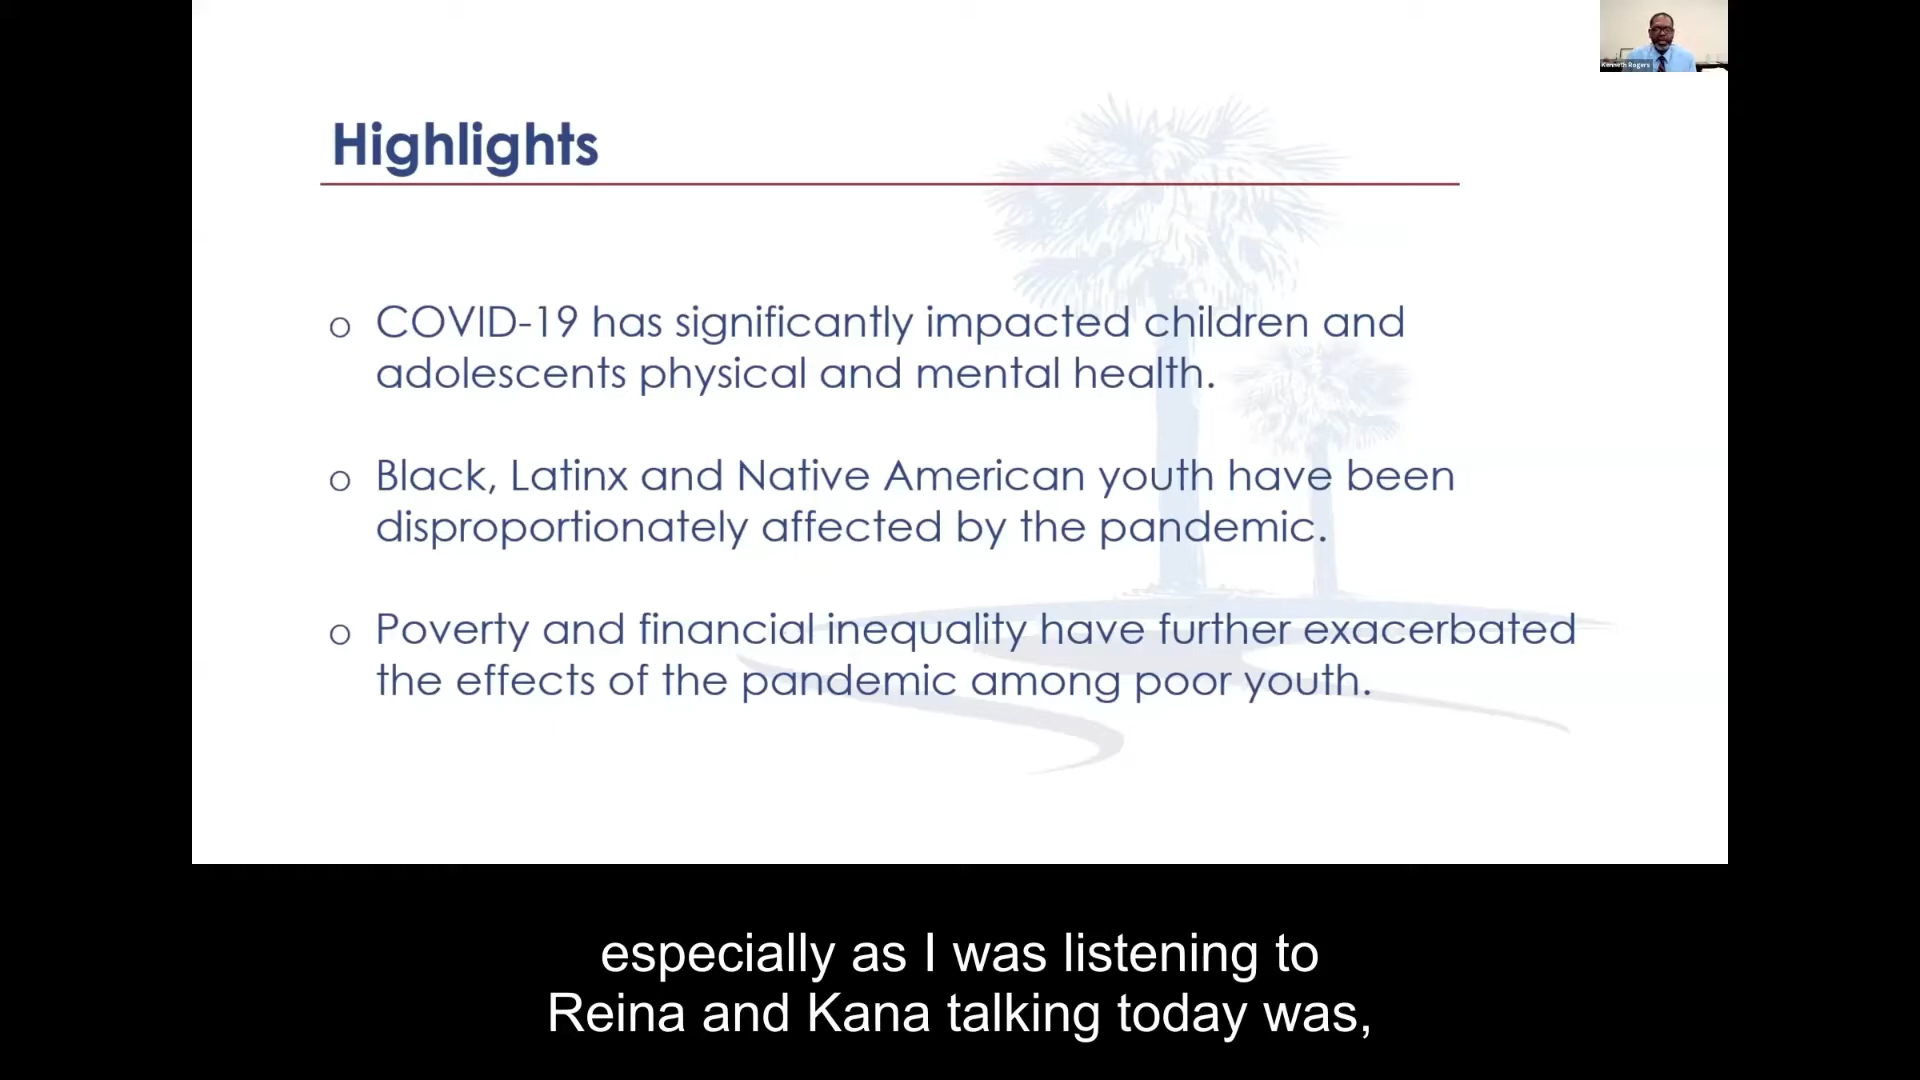 Kenneth Rogers
Highlights
o COVID-19 has significantly impacted children and
adolescents physical and mental health.
o Black, Latinx and Native American youth have been
disproportionately affected by the pandemic.
o Poverty and financial inequality have further exacerbated
the effects of the pandemic among poor youth.
especially as I was listening to
Reina and Kana talking today was,